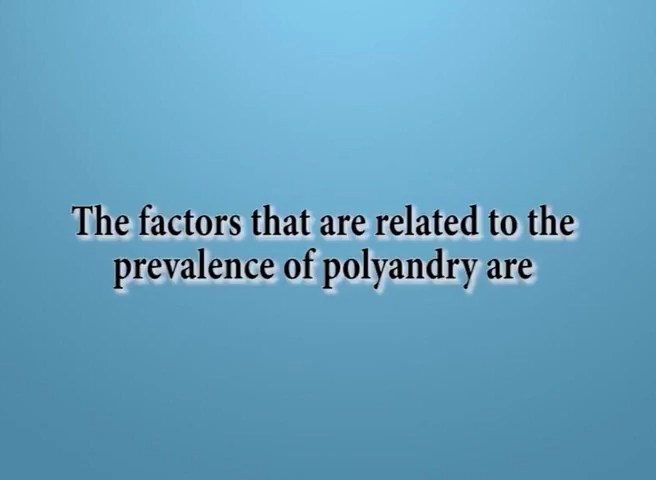 The factors that are related to the
prevalence of polyandry are